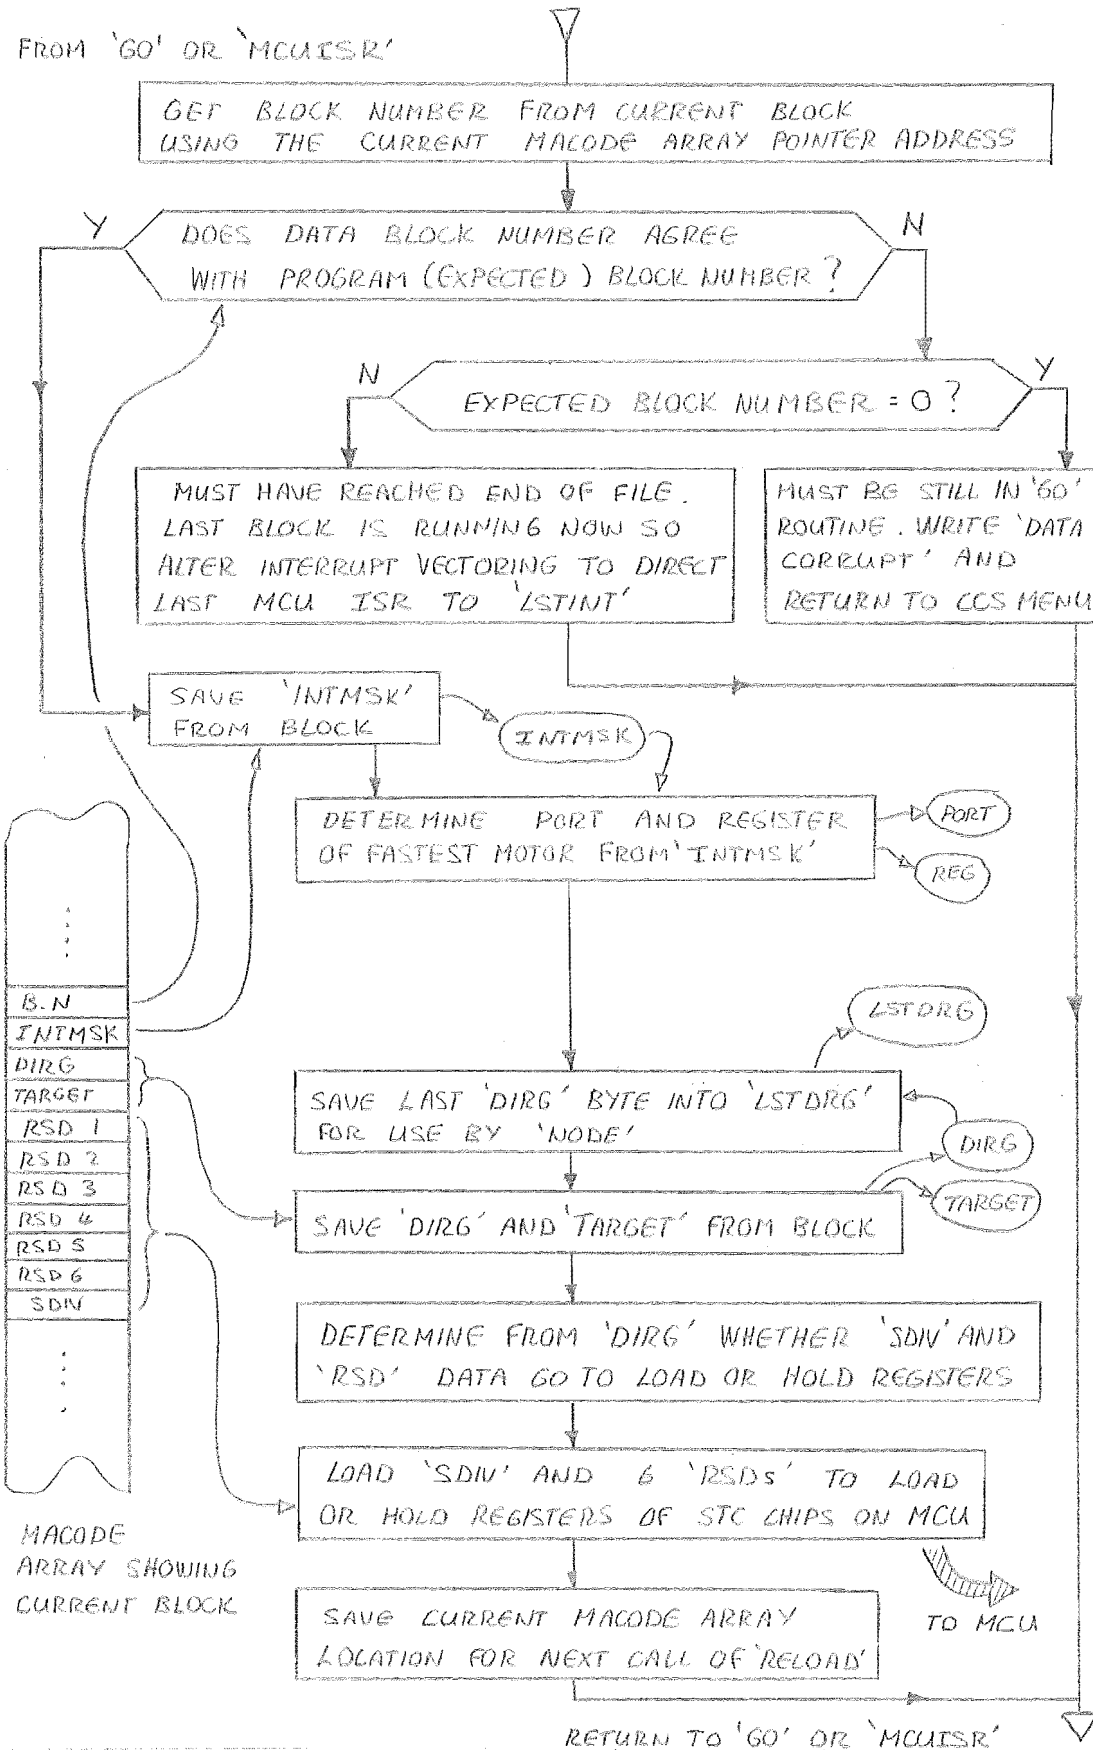 FROM 'GO' OR 'MCUISR'
GET BLOCK NUMBER FROM CURRENT BLOCK
USING THE CURRENT MACODE ARRAY POINTER ADDRESS
Y
DOES DATA BLOCK NUMBER AGREE
WITH PROGRAM (EXPECTED) BLOCK NUMBER?
N
N
EXPECTED BLOCK NUMBER = 0?
Y
MUST HAVE REACHED END OF FILE.
LAST BLOCK IS RUNNING NOW SO
ALTER INTERRUPT VECTORING TO DIRECT
LAST MCU ISR TO 'LSTINT'
MUST BE STILL IN 'GO'
ROUTINE. WRITE 'DATA
CORRUPT' AND
RETURN TO CCS MENU
SAVE 'INTMSK'
FROM BLOCK
INTMSK
DETERMINE PORT AND REGISTER
OF FASTEST MOTOR FROM 'INTMSK'
PORT
REG
B.N
INTMSK
DIRG
TARGET
RSD 1
RSD 2
RSD 3
RSD 4
RSD 5
RSD 6
SDIV
MACODE
ARRAY SHOWING
CURRENT BLOCK
LSTDRG
SAVE LAST 'DIRG' BYTE INTO 'LSTDRG'
FOR USE BY 'NODE'
DIRG
TARGET
SAVE 'DIRG' AND 'TARGET' FROM BLOCK
DETERMINE FROM 'DIRG' WHETHER 'SDIV' AND
'RSD' DATA GO TO LOAD OR HOLD REGISTERS
LOAD 'SDIV' AND 6 'RSDs' TO LOAD
OR HOLD REGISTERS OF STC CHIPS ON MCU
TO MCU
SAVE CURRENT MACODE ARRAY
LOCATION FOR NEXT CALL OF 'RELOAD'
RETURN TO 'GO' OR 'MCUISR'